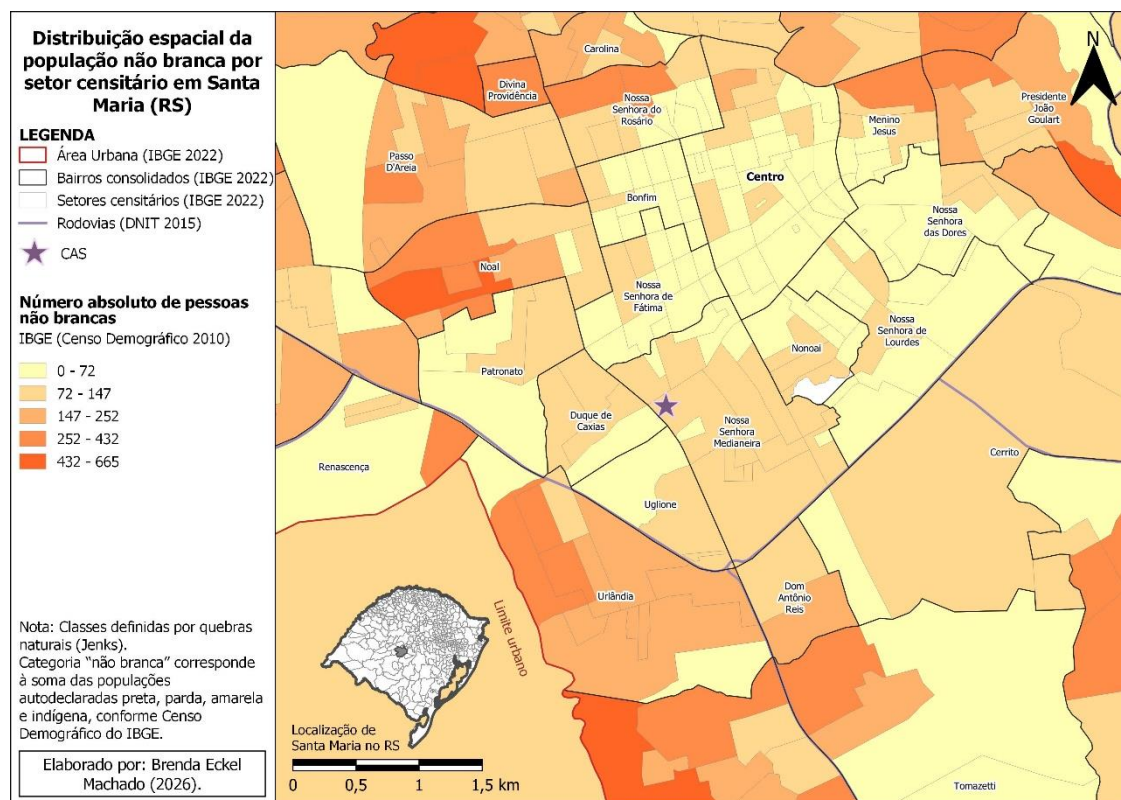 Distribuição espacial da
população não branca por
setor censitário em Santa
Maria (RS)
LEGENDA
Área Urbana (IBGE 2022)
Bairros consolidados (IBGE 2022)
Setores censitários (IBGE 2022)
Rodovias (DNIT 2015)
CAS
Número absoluto de pessoas
não brancas
IBGE (Censo Demográfico 2010)
0 - 72
72 - 147
147 - 252
252 - 432
432 - 665
Nota: Classes definidas por quebras
naturais (Jenks).
Categoria "não branca" corresponde
à soma das populações
autodeclaradas preta, parda, amarela
e indígena, conforme Censo
Demográfico do IBGE.
Elaborado por: Brenda Eckel
Machado (2026).
N
Carolina
Divina
Providência
Nossa
Senhora do
Rosário
Presidente
João
Goulart
Menino
Jesus
Passo
D'Areia
Centro
Bonfim
Nossa
Senhora
das Dores
Noal
Nossa
Senhora de
Fátima
Nossa
Senhora de
Lourdes
Nonoai
Patronato
Duque de
Caxias
Nossa
Senhora
Medianeira
Cerrito
Renascença
Uglione
Urlândia
Dom
Antônio
Reis
Tomazetti
Limite urbano
Localização de
Santa Maria no RS
0 0,5 1 1,5 km